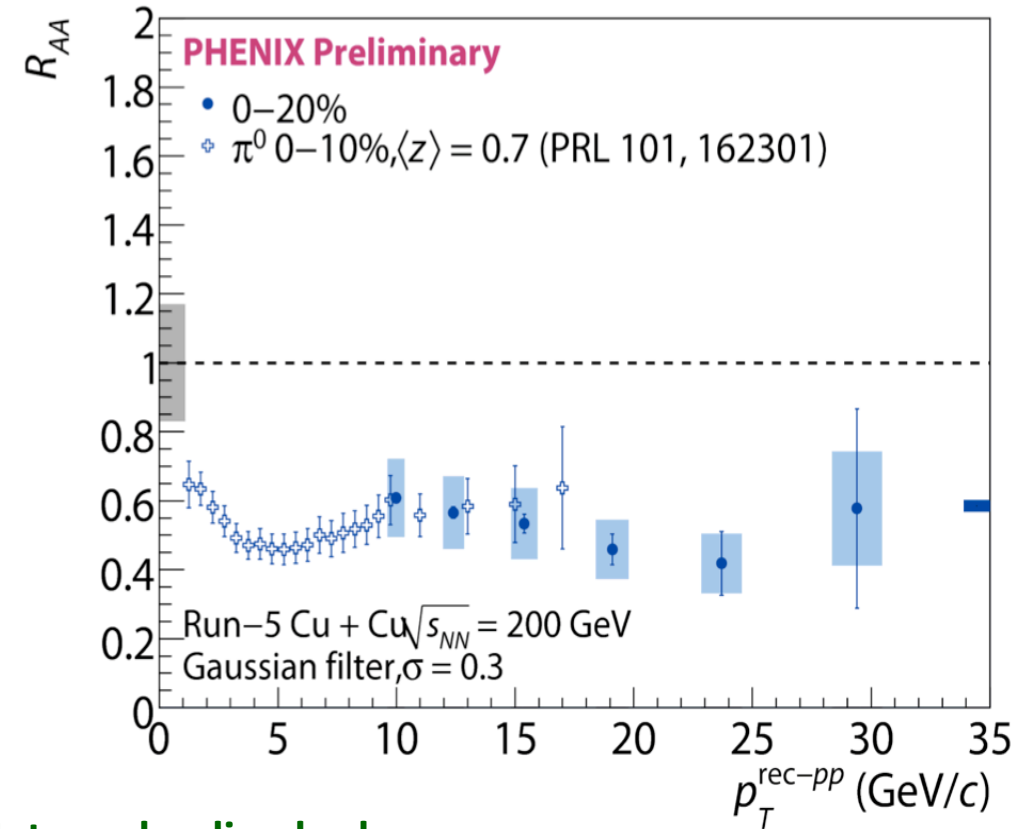 R_AA
2
PHENIX Preliminary
1.8
0–20%
π⁰ 0–10%,⟨z⟩ = 0.7 (PRL 101, 162301)
1.6
1.4
1.2
1
0.8
0.6
0.4
Run–5 Cu + Cu√s_NN = 200 GeV
0.2
Gaussian filter,σ = 0.3
0
0 5 10 15 20 25 30 35
p_T^rec–pp (GeV/c)